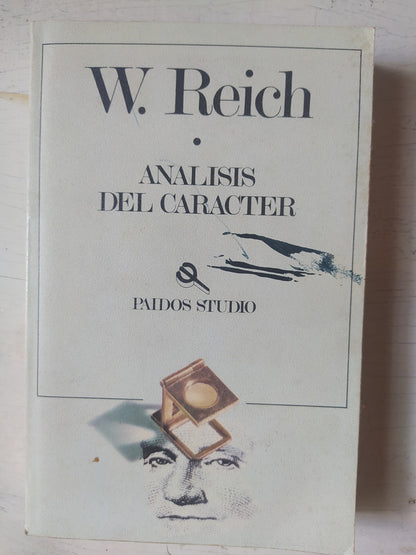 W. Reich
ANALISIS
DEL CARACTER
PAIDOS STUDIO